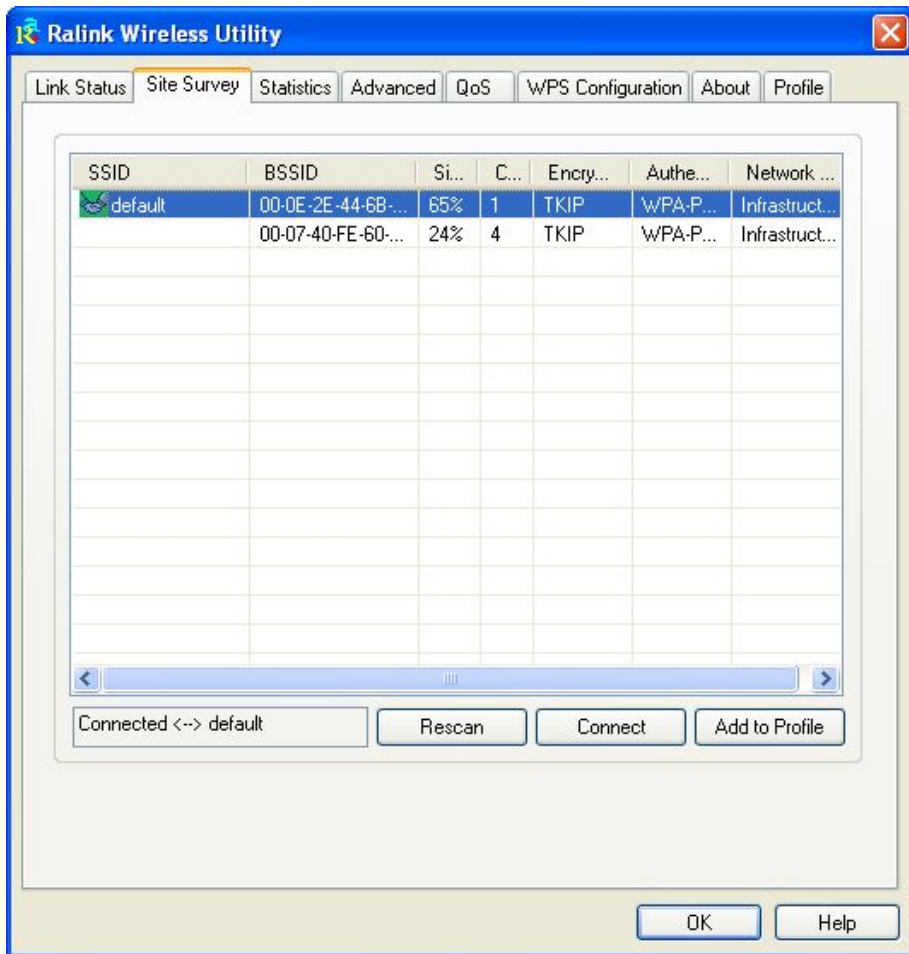 Ralink Wireless Utility
Link Status Site Survey Statistics Advanced QoS WPS Configuration About Profile
SSID BSSID Si... C... Encry... Authe... Network ...
default 00-0E-2E-44-6B-... 65% 1 TKIP WPA-P... Infrastruct...
00-07-40-FE-60-... 24% 4 TKIP WPA-P... Infrastruct...
Connected <--> default Rescan Connect Add to Profile
OK Help